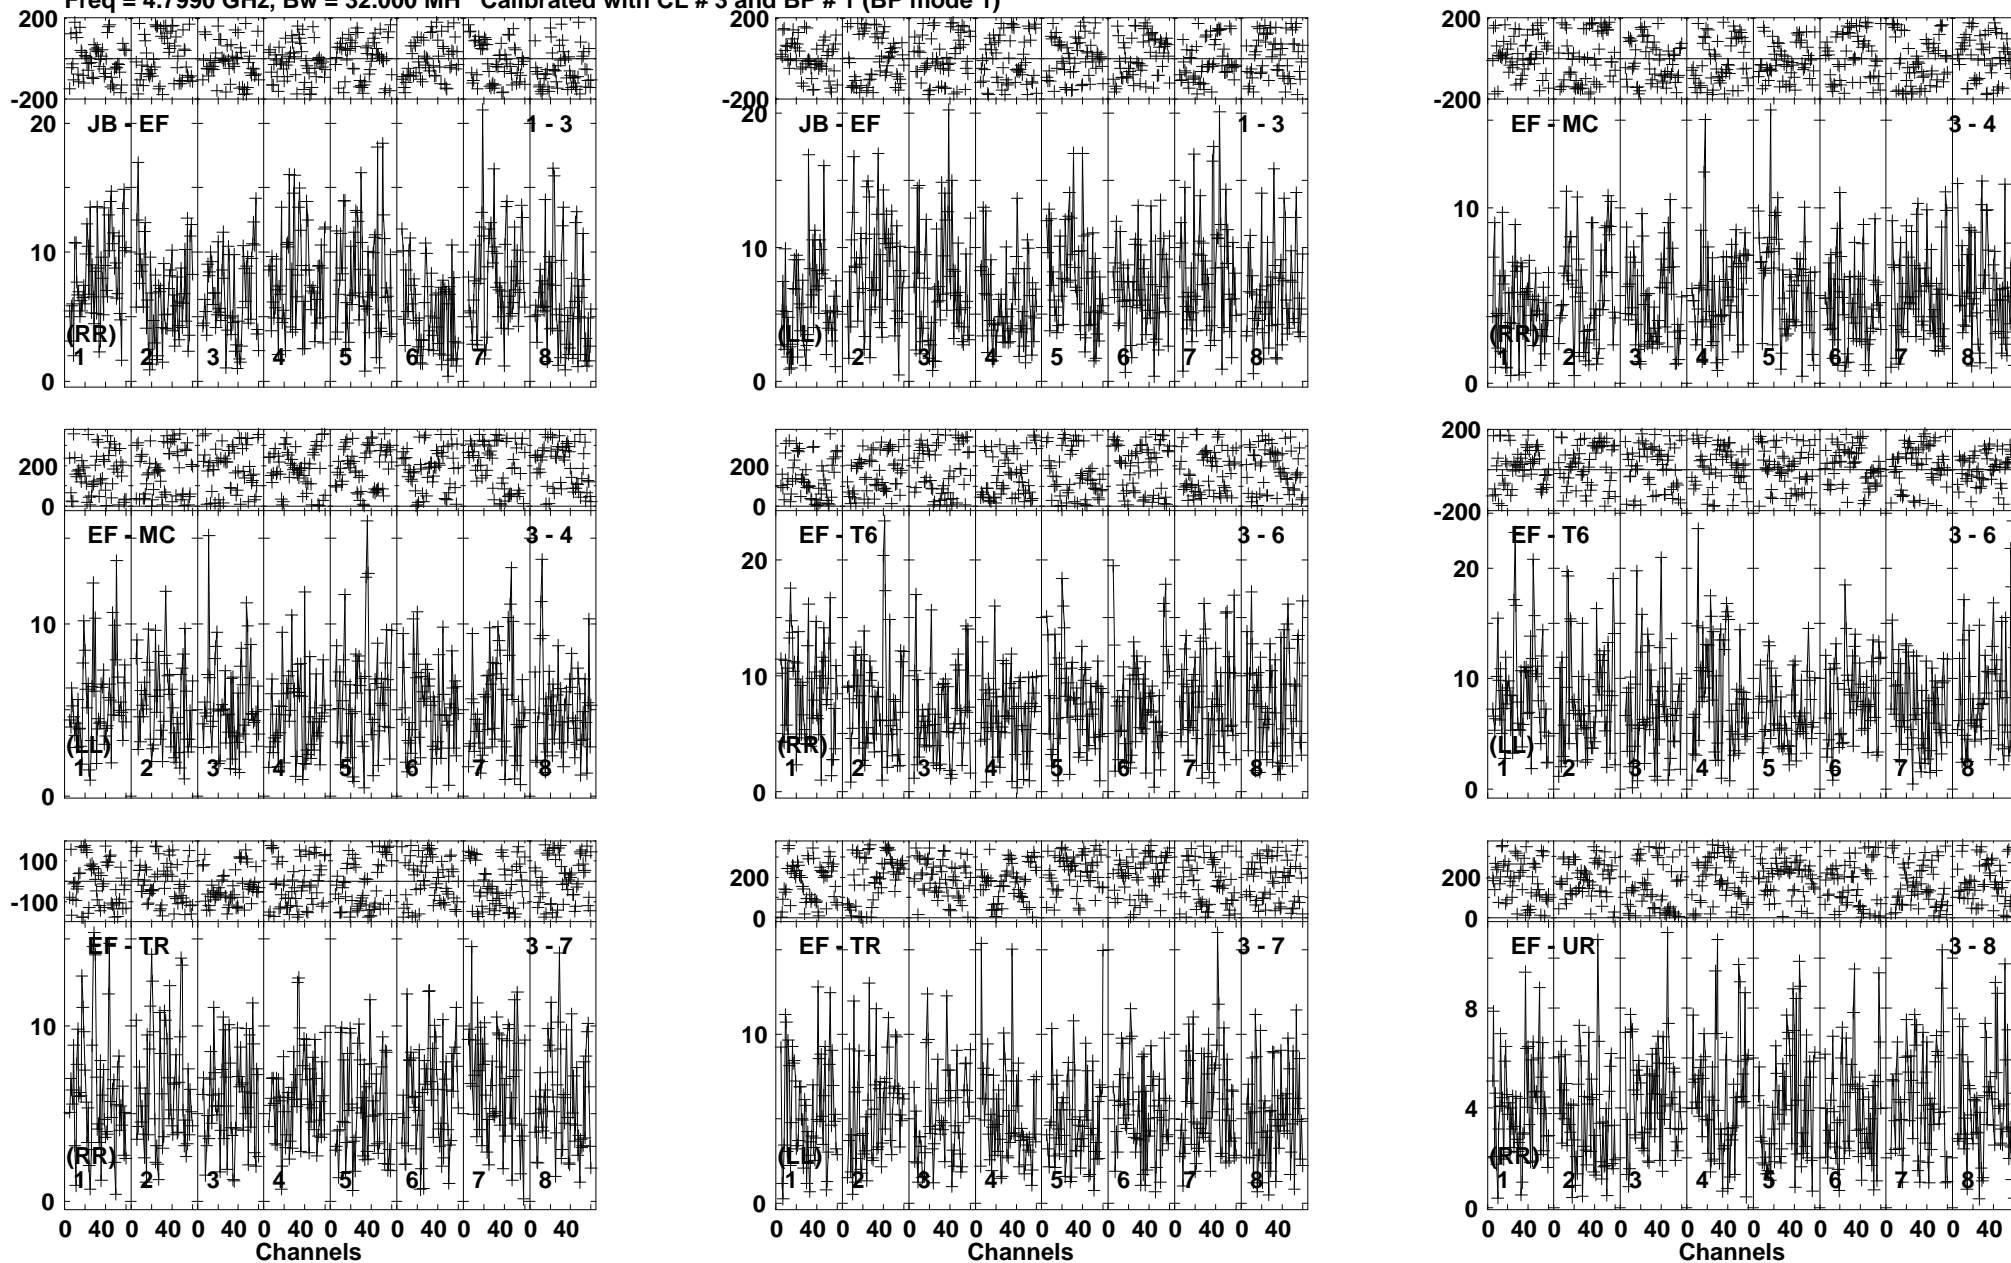 Freq = 4.7990 GHz, Bw = 32.000 MH Calibrated with CL # 3 and BP # 1 (BP mode 1)
200 200 200
-200 -200 -200
20 JB - EF 1 - 3 20 JB - EF 1 - 3 EF - MC 3 - 4
10 10 10
(RR) (LL) (RR)
1 2 3 4 5 6 7 8 1 2 3 4 5 6 7 8 1 2 3 4 5 6 7 8
0 0 0
200 200 200
0 0 -200
EF - MC 3 - 4 EF - T6 3 - 6 EF - T6 3 - 6
20 20
10 10 10
(LL) (RR) (LL)
1 2 3 4 5 6 7 8 1 2 3 4 5 6 7 8 1 2 3 4 5 6 7 8
0 0 0
100 200 200
-100 0 0
EF - TR 3 - 7 EF - TR 3 - 7 EF - UR 3 - 8
10 10 8
4
(RR) (LL) (RR)
1 2 3 4 5 6 7 8 1 2 3 4 5 6 7 8 1 2 3 4 5 6 7 8
0 0 0
0 40 0 40 0 40 0 40 0 40 0 40 0 40 0 40 0 40 0 40 0 40 0 40 0 40 0 40 0 40 0 40 0 40 0 40 0 40 0 40 0 40 0 40 0 40 0 40
Channels Channels Channels